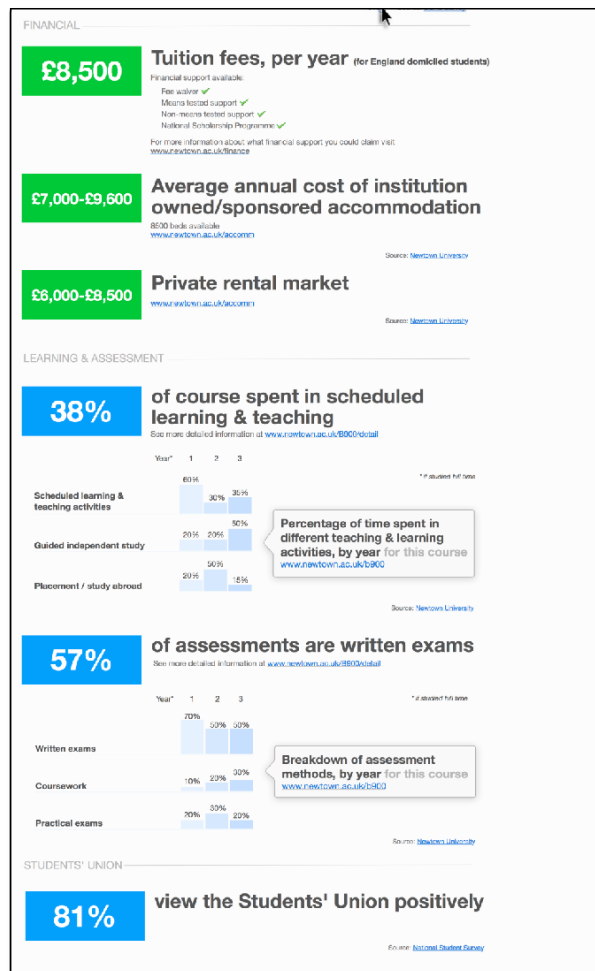 FINANCIAL
£8,500
Tuition fees, per year (for England domiciled students)
Financial support available
Fee waiver ✓
Means tested support ✓
Non-means tested support ✓
National Scholarship Programme ✓
For more information about what financial support you could claim visit
www.newtown.ac.uk/finance
£7,000-£9,600
Average annual cost of institution
owned/sponsored accommodation
beds available
www.newtown.ac.uk/accomm
Source: Newtown University
£6,000-£8,500
Private rental market
www.newtown.ac.uk/accomm
Source: Newtown University
LEARNING & ASSESSMENT
38%
of course spent in scheduled
learning & teaching
See more detailed information at www.newtown.ac.uk/B900/detail
Year* 1 2 3
* if studied full time
60% 30% 35%
Scheduled learning &
teaching activities
20% 20% 50%
Guided independent study
20% 50% 15%
Placement / study abroad
Percentage of time spent in
different teaching & learning
activities, by year for this course
www.newtown.ac.uk/b900
Source: Newtown University
57%
of assessments are written exams
See more detailed information at www.newtown.ac.uk/B900/detail
Year* 1 2 3
* if studied full time
70% 50% 50%
Written exams
10% 20% 30%
Coursework
20% 20%
Practical exams
Breakdown of assessment
methods, by year for this course
www.newtown.ac.uk/b900
Source: Newtown University
STUDENTS' UNION
81%
view the Students' Union positively
Source: National Student Survey